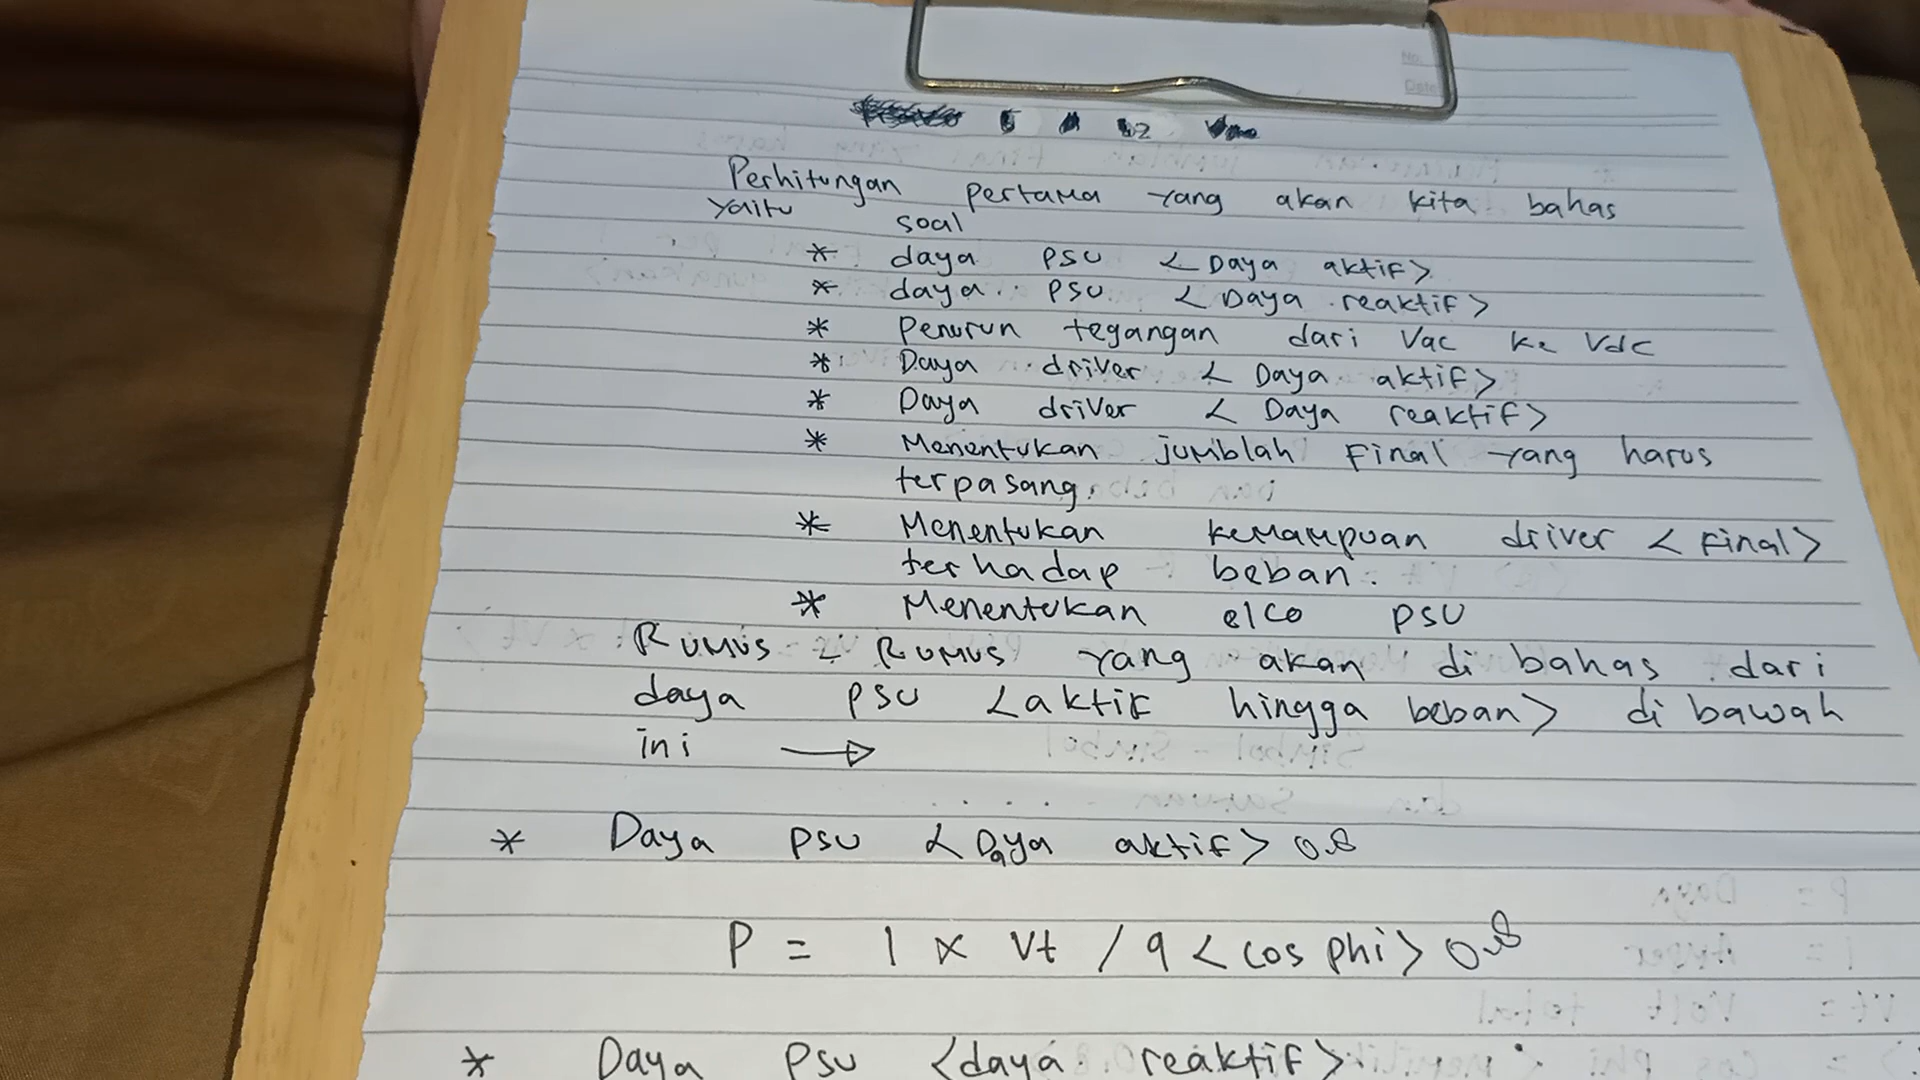 Perhitungan pertama yang akan kita bahas
yaitu soal
* daya PSU < Daya aktif>
* daya PSU < Daya reaktif>
* Penurun tegangan dari Vac ke Vdc
* Daya driver < Daya aktif>
* Daya driver < Daya reaktif>
* Menentukan jumblah Final yang harus
terpasang.
* Menentukan kemampuan driver < Final>
terhadap beban.
* Menentukan elco PSU
Rumus - Rumus yang akan di bahas dari
daya PSU <aktif hingga beban> di bawah
ini →
* Daya PSU < Daya aktif> 0.8
P = 1 x Vt / 9 < cos phi> 0.8
* Daya PSU <daya reaktif>